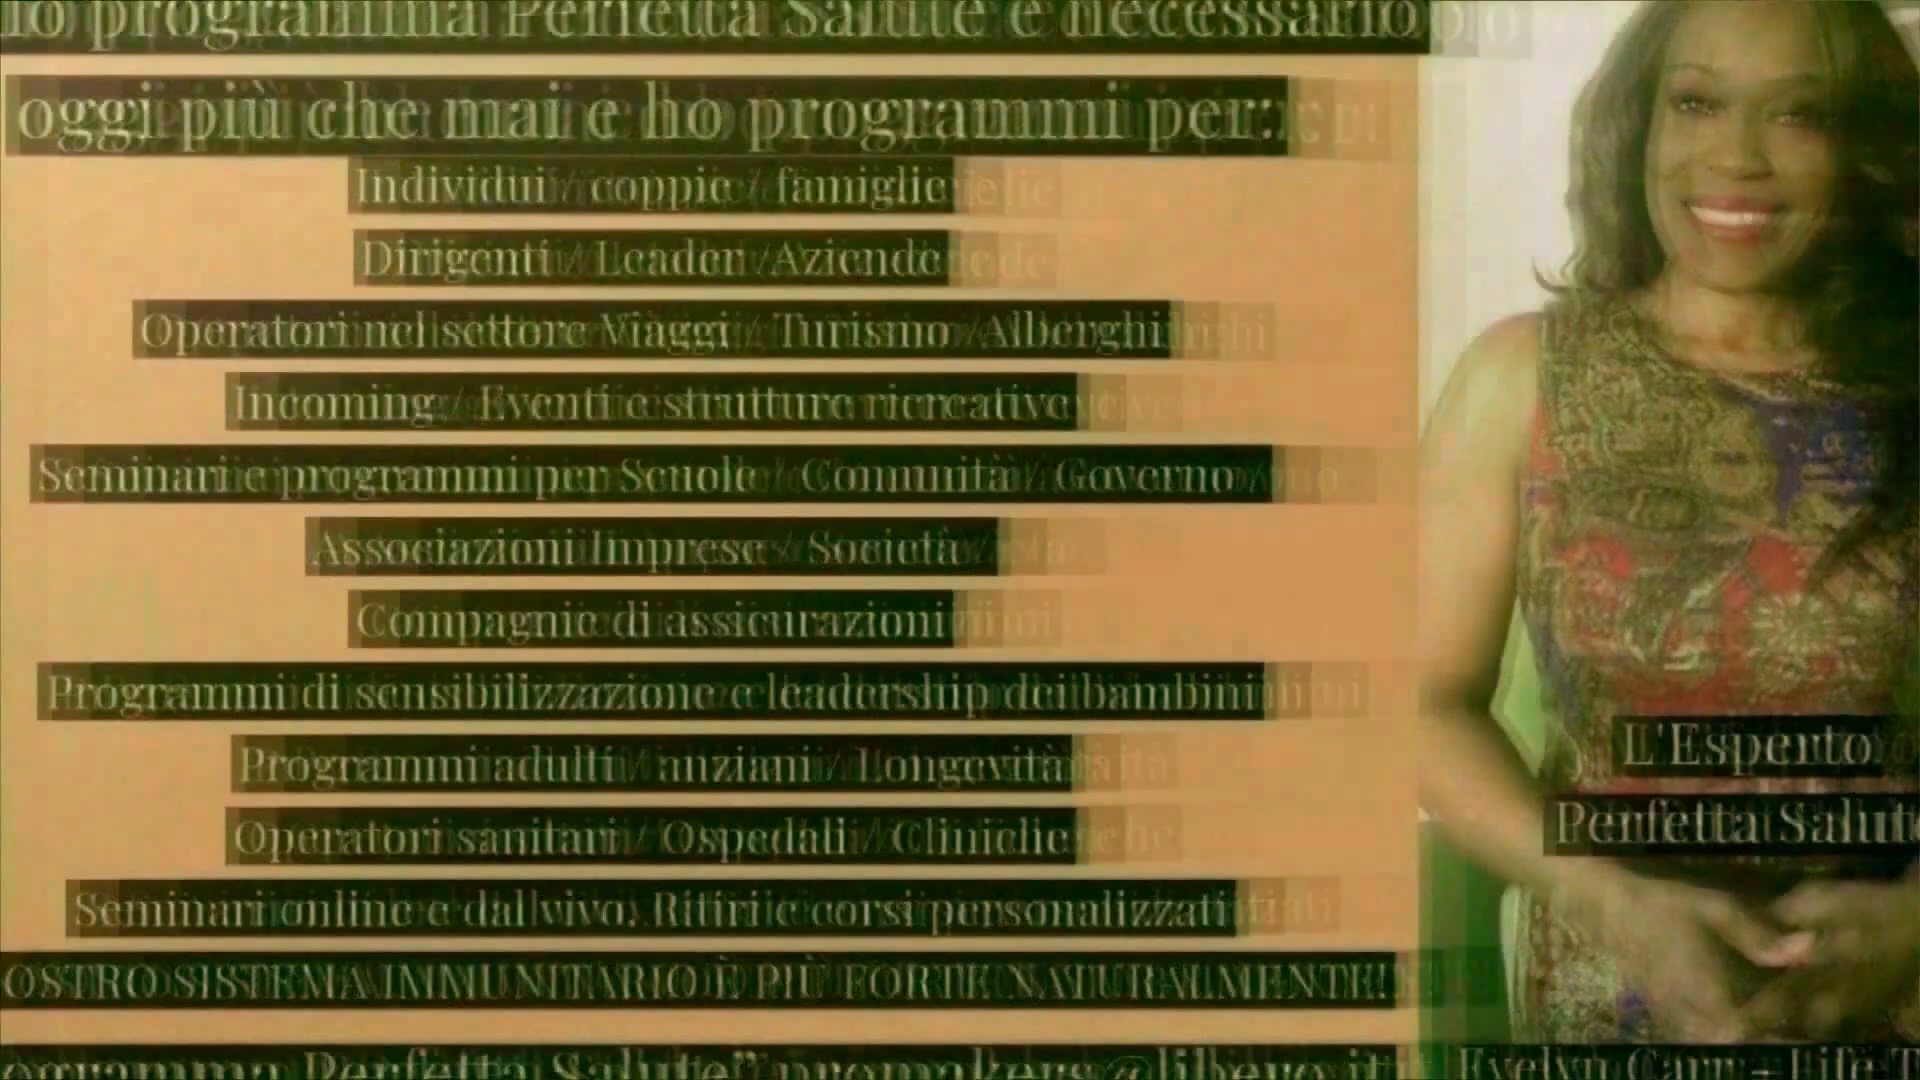 programma Perfetta Salute è necessario
oggi più che mai e ho programmi per:
Individui / coppie / famiglie
Dirigenti / Leader / Aziende
Operatori nel settore Viaggi / Turismo / Alberghi
Incoming / Eventi e strutture ricreative
Seminari e programmi per Scuole / Comunità / Governo /
Associazioni Imprese / Società /
Compagnie di assicurazioni
Programmi di sensibilizzazione e leadership dei bambini
Programmi adulti / anziani / Longevità
Operatori sanitari / Ospedali / Cliniche
Seminari online e dal vivo, Ritiri e corsi personalizzati
OSTRO SISTEMA IMMUNITARIO È PIÙ FORTE NATURALMENTE!
ogramma Perfetta Salute" promakers@libero.it
L'Esperto
Perfetta Salute
Evelyn Carr - Life T